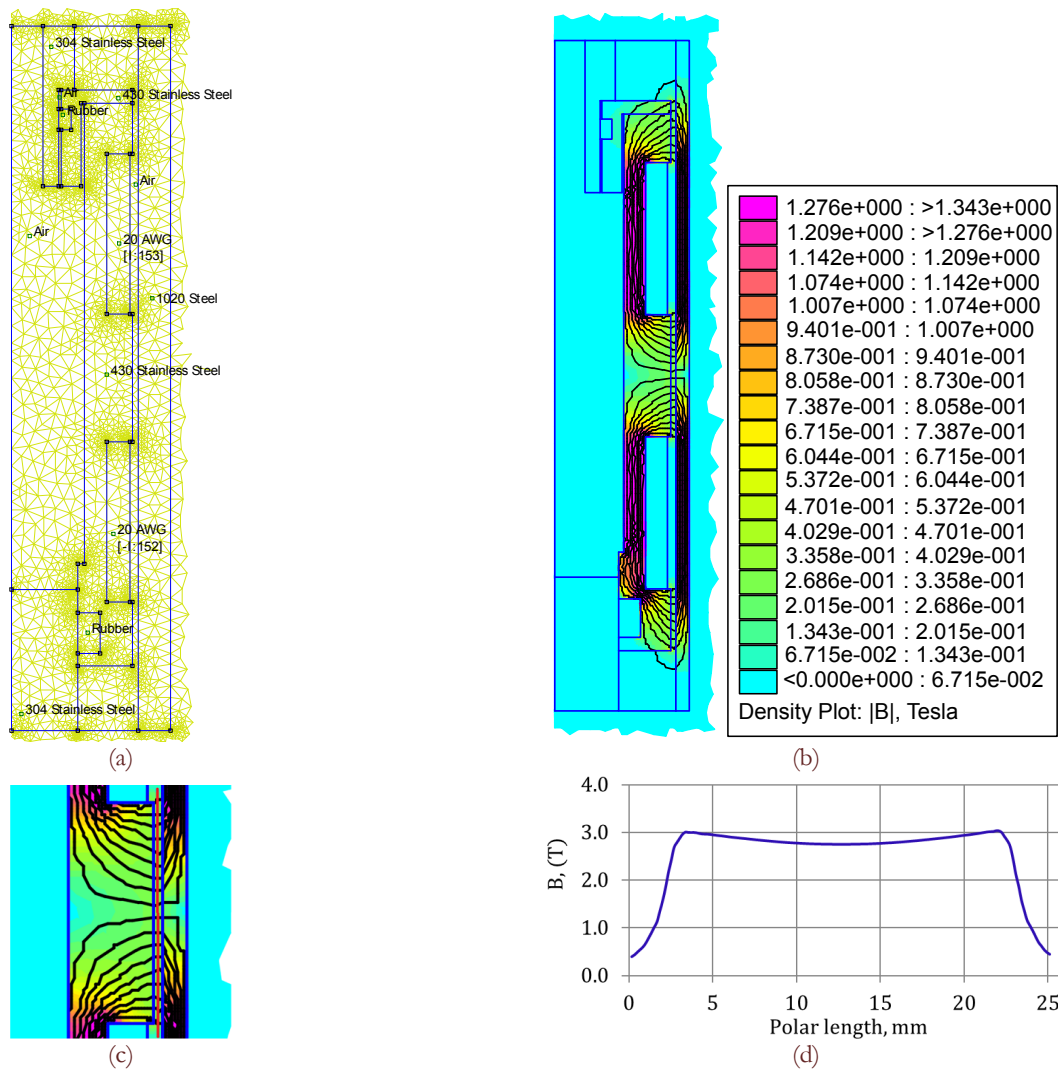 304 Stainless Steel
Air
430 Stainless Steel
Rubber
Air
Air
20 AWG
[I:153]
1020 Steel
430 Stainless Steel
20 AWG
[-I:152]
Rubber
304 Stainless Steel
(a)
1.276e+000 : >1.343e+000
1.209e+000 : >1.276e+000
1.142e+000 : 1.209e+000
1.074e+000 : 1.142e+000
1.007e+000 : 1.074e+000
9.401e-001 : 1.007e+000
8.730e-001 : 9.401e-001
8.058e-001 : 8.730e-001
7.387e-001 : 8.058e-001
6.715e-001 : 7.387e-001
6.044e-001 : 6.715e-001
5.372e-001 : 6.044e-001
4.701e-001 : 5.372e-001
4.029e-001 : 4.701e-001
3.358e-001 : 4.029e-001
2.686e-001 : 3.358e-001
2.015e-001 : 2.686e-001
1.343e-001 : 2.015e-001
6.715e-002 : 1.343e-001
<0.000e+000 : 6.715e-002
Density Plot: |B|, Tesla
(b)
(c)
4.0
3.0
2.0
1.0
0.0
B, (T)
0 5 10 15 20 25
Polar length, mm
(d)